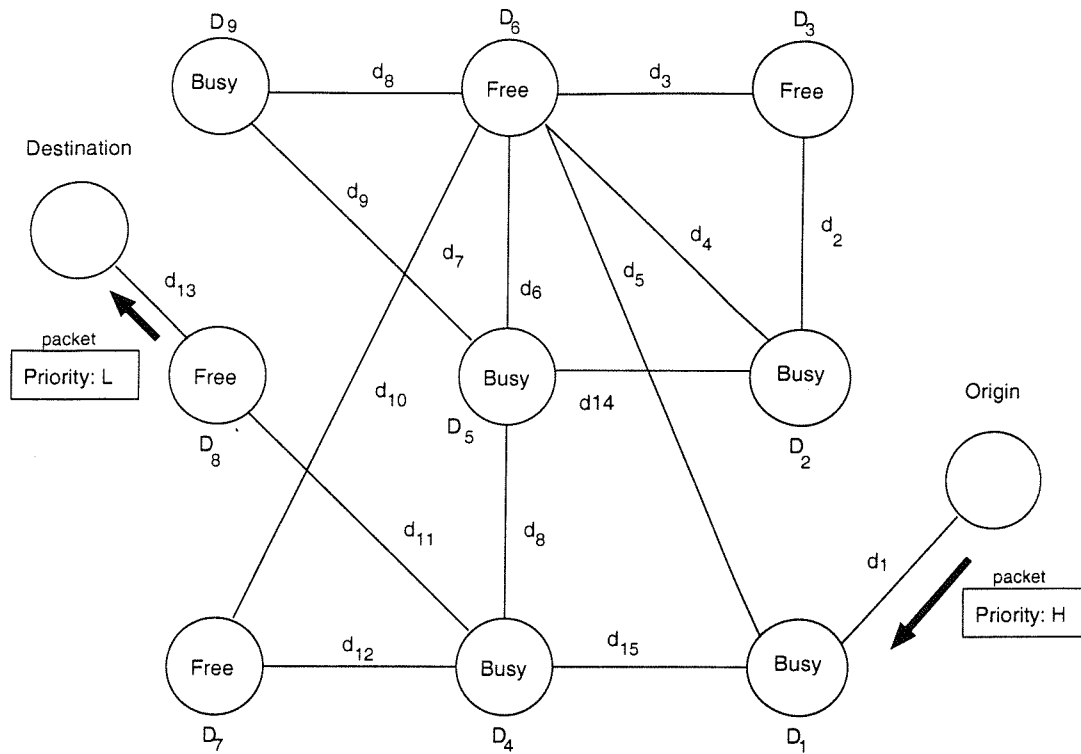 D9
D6
D3
Busy
d8
Free
d3
Free
Destination
d9
d7
d4
d2
d5
d13
d6
packet
Priority: L
Free
d10
Busy
d14
Busy
Origin
D8
D5
D2
d11
d8
d1
packet
Priority: H
Free
d12
Busy
d15
Busy
D7
D4
D1